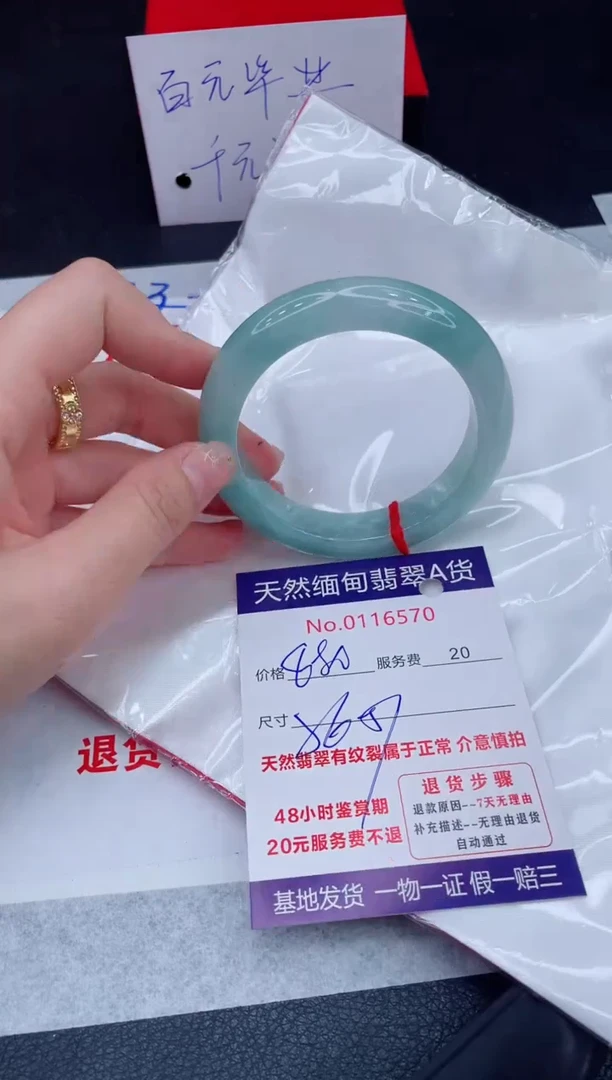 百元毕业
千元
天然缅甸翡翠A货
No.0116570
价格 服务费 20
尺寸
天然翡翠有纹裂属于正常 介意慎拍
退货
48小时鉴赏期
20元服务费不退
退货步骤
退款原因--7天无理由
补充描述--无理由退货
自动通过
基地发货 一物一证 假一赔三